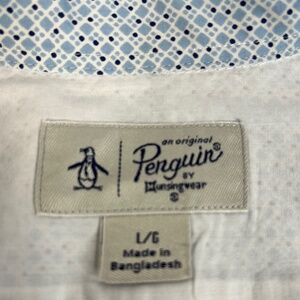 an original
Penguin®
BY
Munsingwear
®
L/G
Made in
Bangladesh